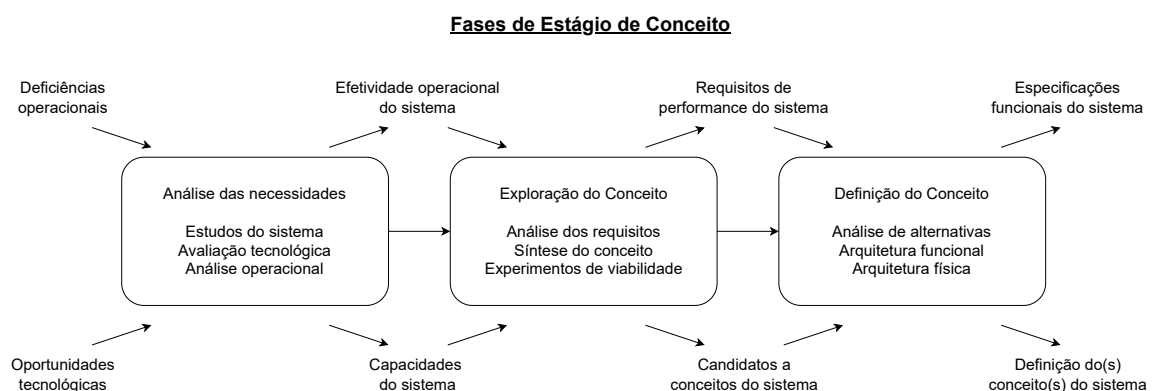 Fases de Estágio de Conceito
Deficiências
operacionais
Efetividade operacional
do sistema
Requisitos de
performance do sistema
Especificações
funcionais do sistema
Análise das necessidades
Estudos do sistema
Avaliação tecnológica
Análise operacional
Exploração do Conceito
Análise dos requisitos
Síntese do conceito
Experimentos de viabilidade
Definição do Conceito
Análise de alternativas
Arquitetura funcional
Arquitetura física
Oportunidades
tecnológicas
Capacidades
do sistema
Candidatos a
conceitos do sistema
Definição do(s)
conceito(s) do sistema